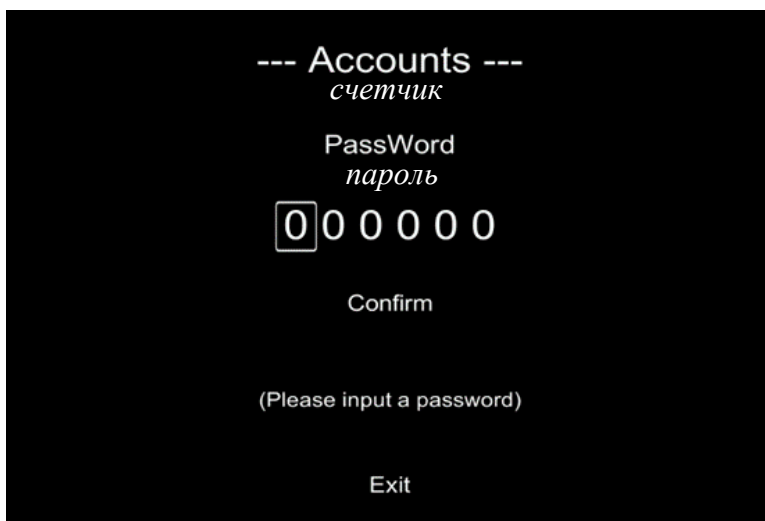 --- Accounts ---
счетчик
PassWord
пароль
0 0 0 0 0 0
Confirm
(Please input a password)
Exit